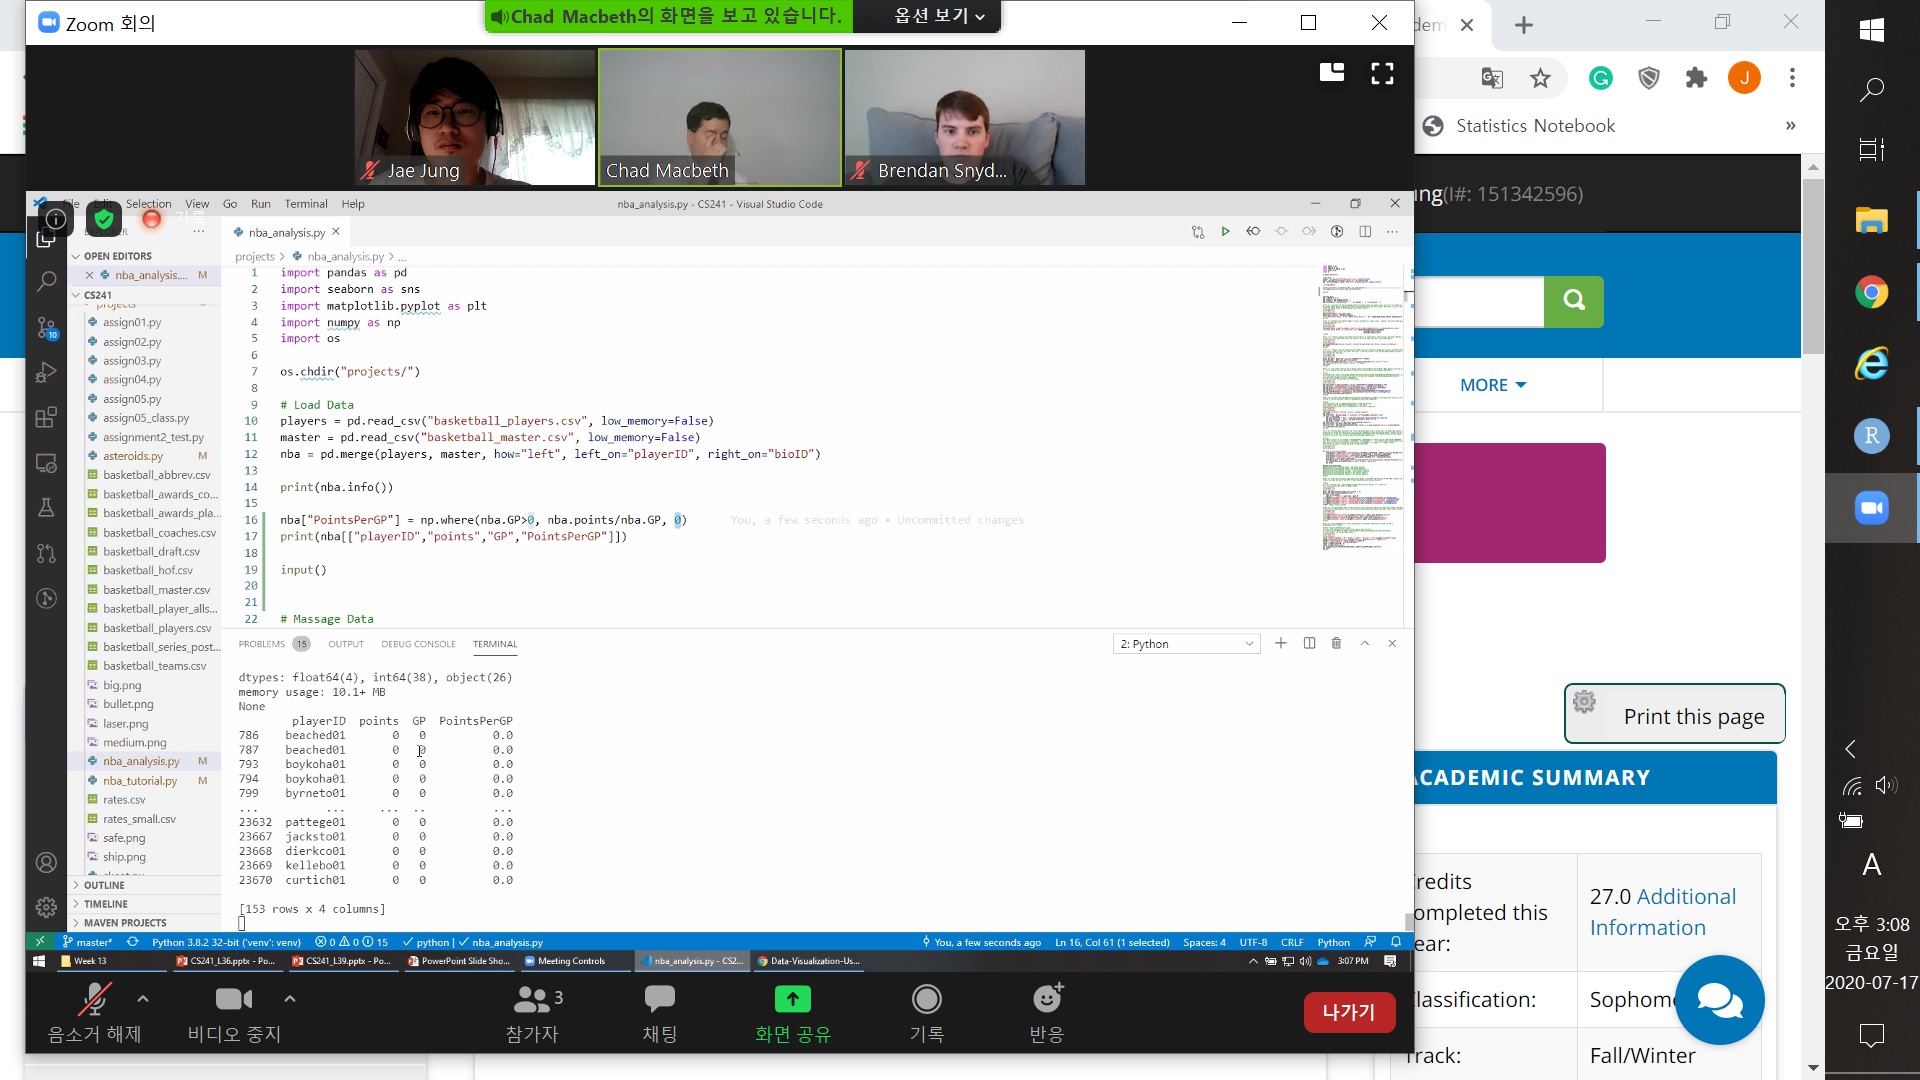 Zoom 회의
Chad Macbeth의 화면을 보고 있습니다.
옵션 보기
Jae Jung
Chad Macbeth
Brendan Snyd...
File
Selection View Go Run Terminal Help
nba_analysis.py - CS241 - Visual Studio Code
기록
nba_analysis.py
projects > nba_analysis.py > ...
OPEN EDITORS
nba_analysis.... M
CS241
projects
assign01.py
assign02.py
assign03.py
assign04.py
assign05.py
assign05_class.py
assignment2_test.py
asteroids.py M
basketball_abbrev.csv
basketball_awards_co...
basketball_awards_pla...
basketball_coaches.csv
basketball_draft.csv
basketball_hof.csv
basketball_master.csv
basketball_player_alls...
basketball_players.csv
basketball_series_post...
basketball_teams.csv
big.png
bullet.png
laser.png
medium.png
nba_analysis.py M
nba_tutorial.py M
rates.csv
rates_small.csv
safe.png
ship.png
OUTLINE
TIMELINE
MAVEN PROJECTS
1 import pandas as pd
2 import seaborn as sns
3 import matplotlib.pyplot as plt
4 import numpy as np
5 import os
6
7 os.chdir("projects/")
8
9 # Load Data
10 players = pd.read_csv("basketball_players.csv", low_memory=False)
11 master = pd.read_csv("basketball_master.csv", low_memory=False)
12 nba = pd.merge(players, master, how="left", left_on="playerID", right_on="bioID")
13
14 print(nba.info())
15
16 nba["PointsPerGP"] = np.where(nba.GP>0, nba.points/nba.GP, 0) You, a few seconds ago • Uncommitted changes
17 print(nba[["playerID","points","GP","PointsPerGP"]])
18
19 input()
20
21
22 # Massage Data
PROBLEMS 15 OUTPUT DEBUG CONSOLE TERMINAL
2: Python
dtypes: float64(4), int64(38), object(26)
memory usage: 10.1+ MB
None
playerID points GP PointsPerGP
786 beached01 0 0 0.0
787 beached01 0 0 0.0
793 boykoha01 0 0 0.0
794 boykoha01 0 0 0.0
799 byrneto01 0 0 0.0
... ... ... .. ...
23632 pattege01 0 0 0.0
23667 jacksto01 0 0 0.0
23668 dierkco01 0 0 0.0
23669 kellebo01 0 0 0.0
23670 curtich01 0 0 0.0
[153 rows x 4 columns]
master* Python 3.8.2 32-bit ('venv': venv) 0 0 15 python | nba_analysis.py
You, a few seconds ago Ln 16, Col 61 (1 selected) Spaces: 4 UTF-8 CRLF Python
Week 13 CS241_L36.pptx - Po... CS241_L39.pptx - Po... PowerPoint Slide Sho... Meeting Controls nba_analysis.py - CS2... Data-Visualization-Us...
3:07 PM
음소거 해제
비디오 중지
참가자
3
채팅
화면 공유
기록
반응
나가기
Statistics Notebook
»
(I#: 151342596)
MORE
Print this page
ACADEMIC SUMMARY
27.0 Additional Information
Classification:
Track:
Fall/Winter
J
R
10
A
오후 3:08
금요일
2020-07-17